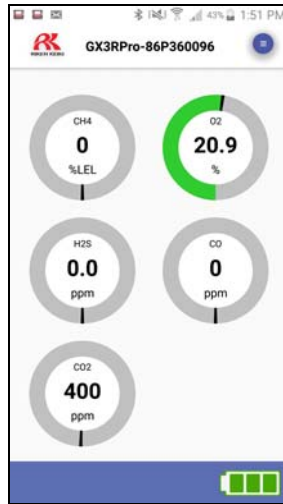 43% 1:51 PM
RIKEN KEIKI
GX3RPro-86P360096
CH4
0
%LEL
O2
20.9
%
H2S
0.0
ppm
CO
0
ppm
CO2
400
ppm